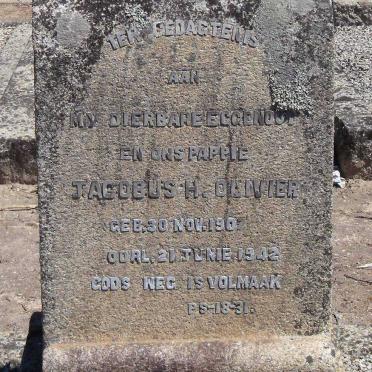 TER GEDAGTENIS
AAN
MY DIERBARE EGGENOOT
EN ONS PAPPIE
JACOBUS H. OLIVIER
GEB. 30 NOV. 190
OORL. 21 JUNIE 1942
GODS WEG IS VOLMAAK
PS-18-31.